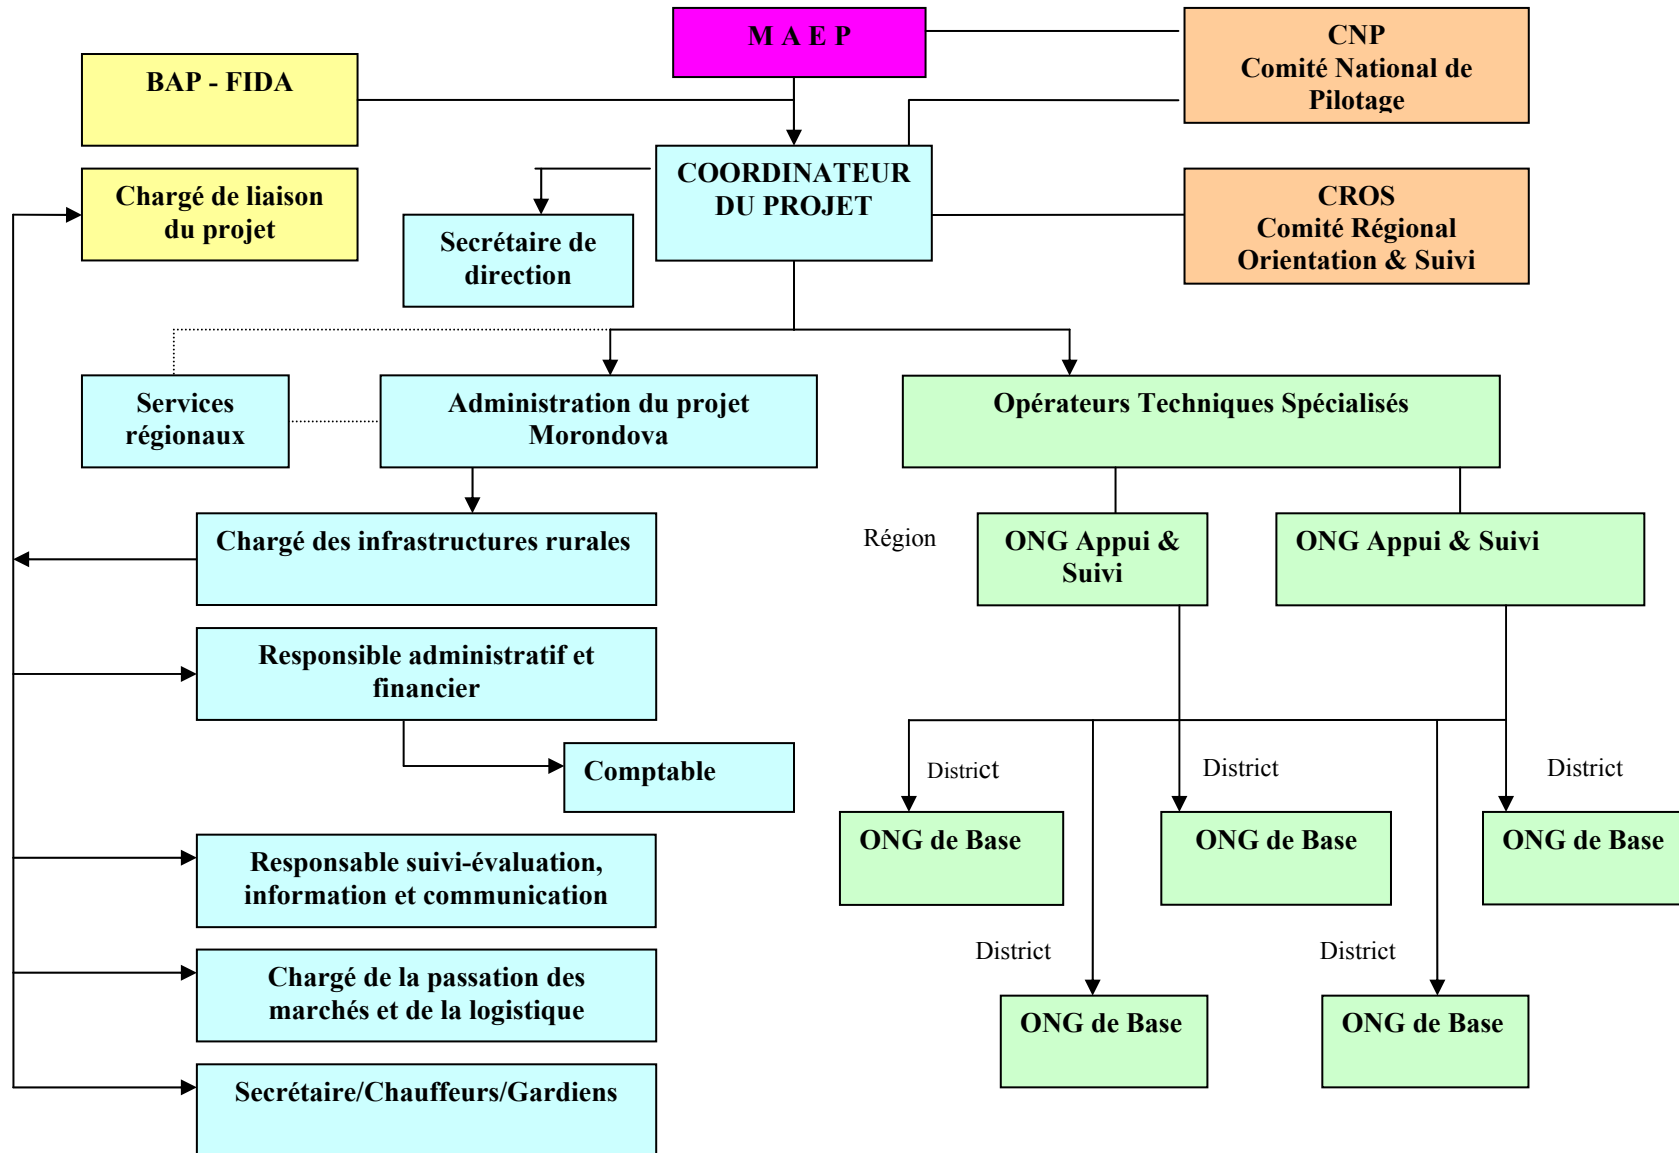 M A E P
CNP
Comité National de
Pilotage
BAP - FIDA
COORDINATEUR
DU PROJET
Chargé de liaison
du projet
CROS
Comité Régional
Orientation & Suivi
Secrétaire de
direction
Services
régionaux
Administration du projet
Morondova
Opérateurs Techniques Spécialisés
Chargé des infrastructures rurales
Région
ONG Appui &
Suivi
ONG Appui & Suivi
Responsible administratif et
financier
Comptable
District
District
District
ONG de Base
ONG de Base
ONG de Base
Responsable suivi-évaluation,
information et communication
District
District
Chargé de la passation des
marchés et de la logistique
ONG de Base
ONG de Base
Secrétaire/Chauffeurs/Gardiens